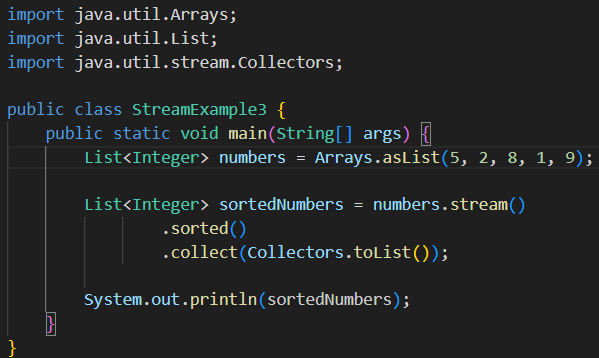 import java.util.Arrays;
import java.util.List;
import java.util.stream.Collectors;

public class StreamExample3 {
    public static void main(String[] args) {
        List<Integer> numbers = Arrays.asList(5, 2, 8, 1, 9);

        List<Integer> sortedNumbers = numbers.stream()
                .sorted()
                .collect(Collectors.toList());

        System.out.println(sortedNumbers);
    }
}